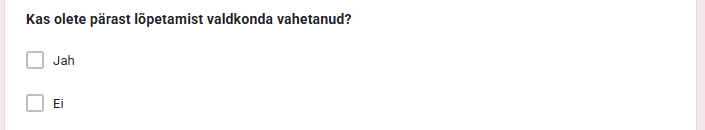 Kas olete pärast lõpetamist valdkonda vahetanud?
Jah
Ei